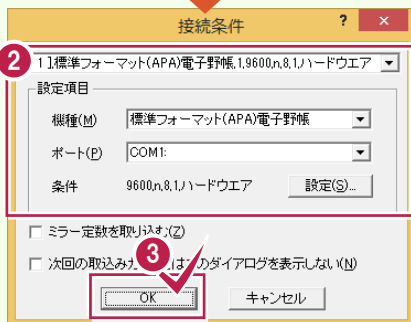 接続条件
?
×
2
1],標準フォーマット(APA)電子野帳,1,9600,n,8,1,ハードウエア
設定項目
機種(M)
標準フォーマット(APA)電子野帳
ポート(P)
COM1:
条件
9600,n,8,1,ハードウエア
設定(S)...
ミラー定数を取り込む(Z)
3
次回の取込み はこのダイアログを表示しない(N)
OK
キャンセル